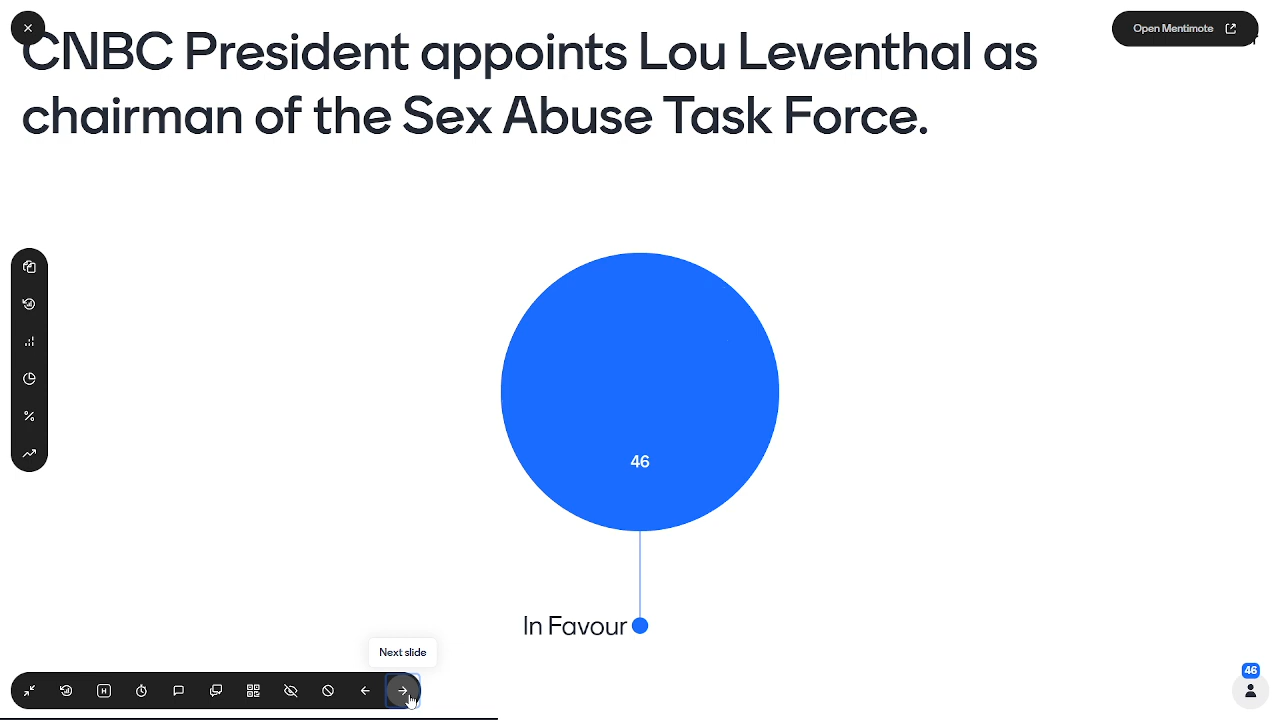 Open Mentimote
CNBC President appoints Lou Leventhal as
chairman of the Sex Abuse Task Force.
46
In Favour
Next slide
H
46